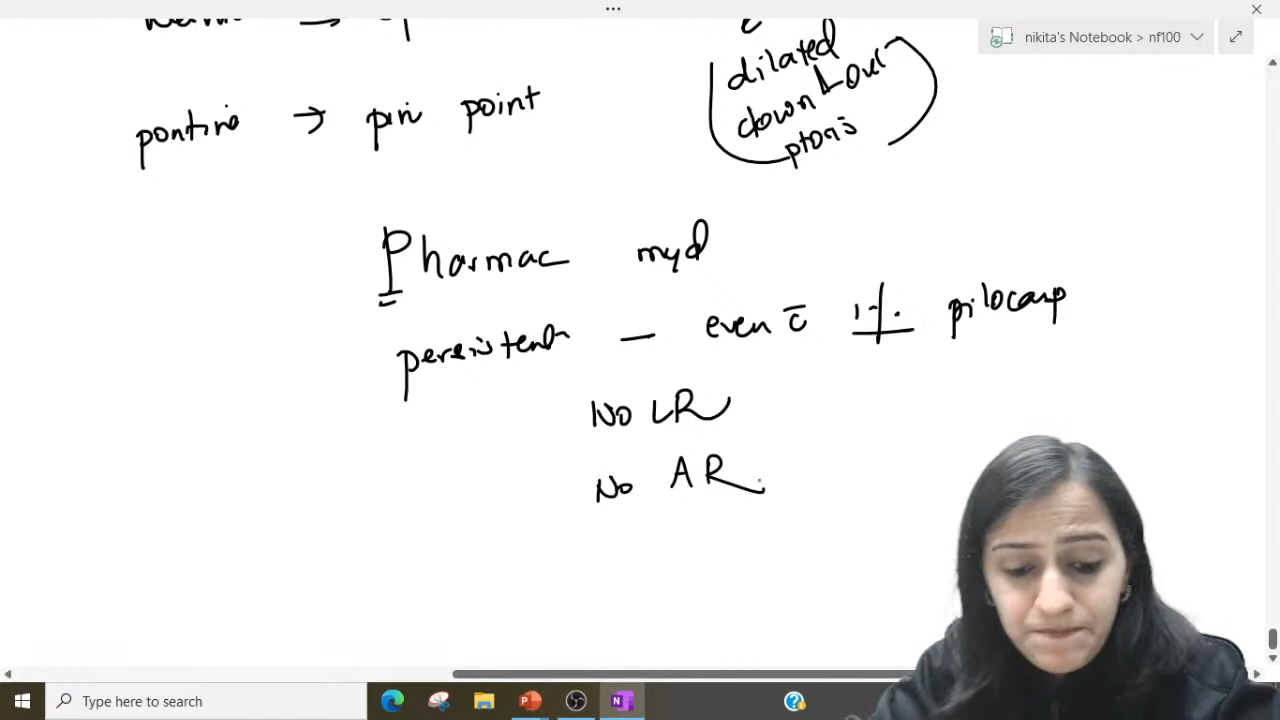 nikita's Notebook > nf100
dilated
down & out
ptosis
pontine → pin point
Pharmac myd
persistent — even c̄ 1% pilocarp
No LR
No AR
Type here to search